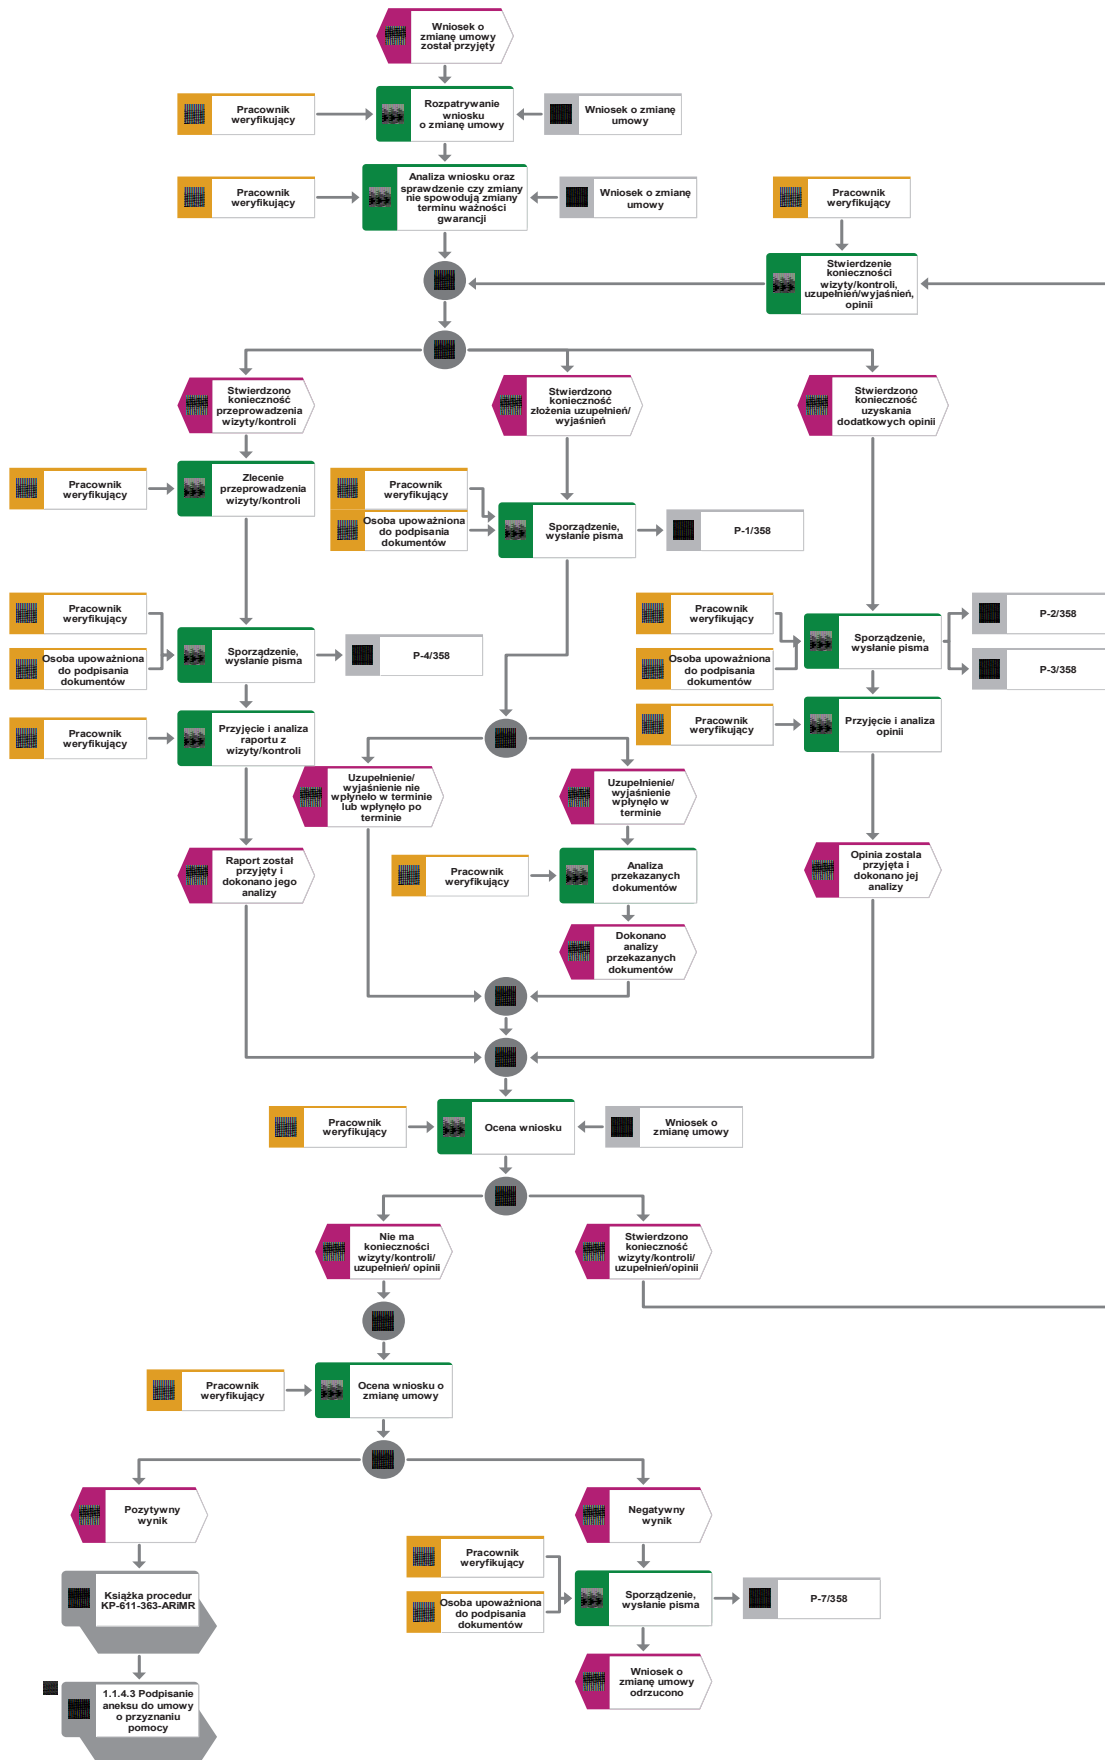 Wniosek o
zmianę umowy
został przyjęty
Pracownik
weryfikujący
Rozpatrywanie
wniosku
o zmianę umowy
Wniosek o zmianę
umowy
Pracownik
weryfikujący
Analiza wniosku oraz
sprawdzenie czy zmiany
nie spowodują zmiany
terminu ważności
gwarancji
Wniosek o zmianę
umowy
Pracownik
weryfikujący
Stwierdzenie
konieczności
wizyty/kontroli,
uzupełnień/wyjaśnień,
opinii
Stwierdzono
konieczność
przeprowadzenia
wizyty/kontroli
Stwierdzono
konieczność
złożenia uzupełnień/
wyjaśnień
Stwierdzono
konieczność
uzyskania
dodatkowych opinii
Pracownik
weryfikujący
Zlecenie
przeprowadzenia
wizyty/kontroli
Pracownik
weryfikujący
Osoba upoważniona
do podpisania
dokumentów
Sporządzenie,
wysłanie pisma
P-1/358
Pracownik
weryfikujący
Osoba upoważniona
do podpisania
dokumentów
Sporządzenie,
wysłanie pisma
P-4/358
Pracownik
weryfikujący
Osoba upoważniona
do podpisania
dokumentów
Sporządzenie,
wysłanie pisma
P-2/358
P-3/358
Pracownik
weryfikujący
Przyjęcie i analiza
raportu z
wizyty/kontroli
Pracownik
weryfikujący
Przyjęcie i analiza
opinii
Uzupełnienie/
wyjaśnienie nie
wpłyneło w terminie
lub wpłynęło po
terminie
Uzupełnienie/
wyjaśnienie
wpłynęło w
terminie
Raport został
przyjęty i
dokonano jego
analizy
Pracownik
weryfikujący
Analiza
przekazanych
dokumentów
Opinia zostala
przyjęta i
dokonano jej
analizy
Dokonano
analizy
przekazanych
dokumentów
Pracownik
weryfikujący
Ocena wniosku
Wniosek o
zmianę umowy
Nie ma
konieczności
wizyty/kontroli/
uzupełnień/ opinii
Stwierdzono
konieczność
wizyty/kontroli/
uzupełnień/opinii
Pracownik
weryfikujący
Ocena wniosku o
zmianę umowy
Pozytywny
wynik
Negatywny
wynik
Książka procedur
KP-611-363-ARiMR
Pracownik
weryfikujący
Osoba upoważniona
do podpisania
dokumentów
Sporządzenie,
wysłanie pisma
P-7/358
1.1.4.3 Podpisanie
aneksu do umowy
o przyznaniu
pomocy
Wniosek o
zmianę umowy
odrzucono